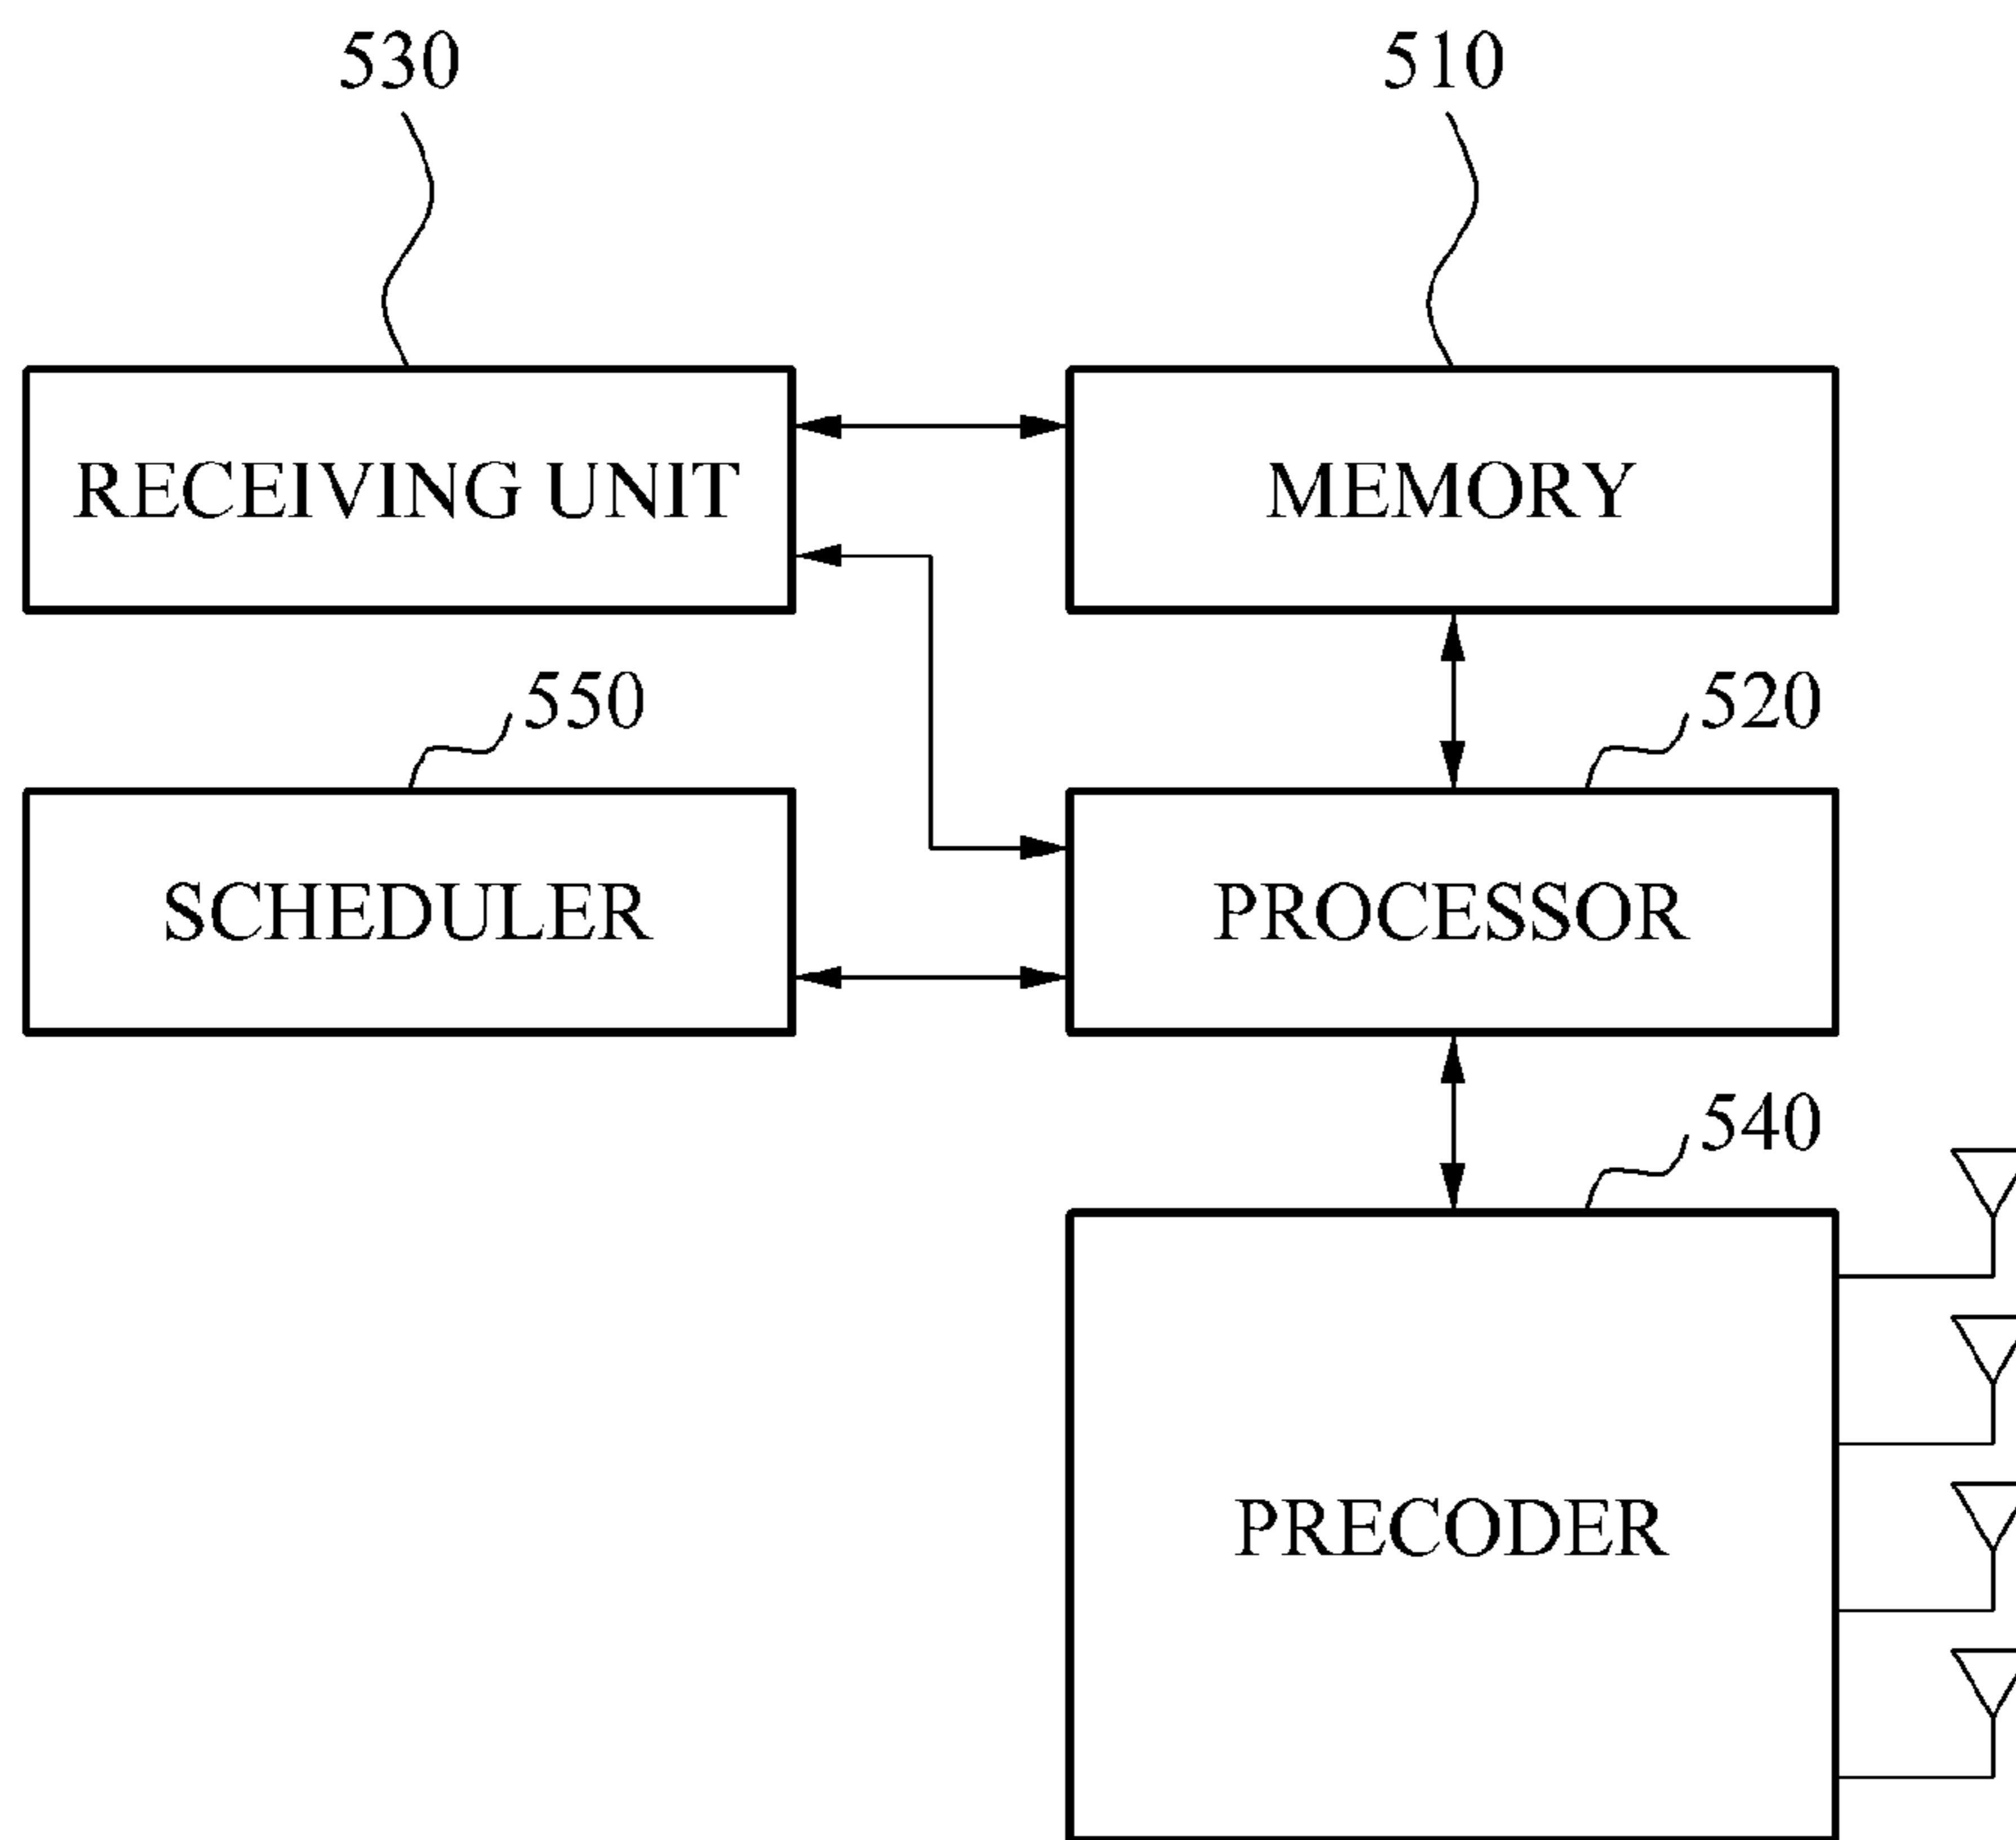 530
510
RECEIVING UNIT
MEMORY
550
520
SCHEDULER
PROCESSOR
540
PRECODER